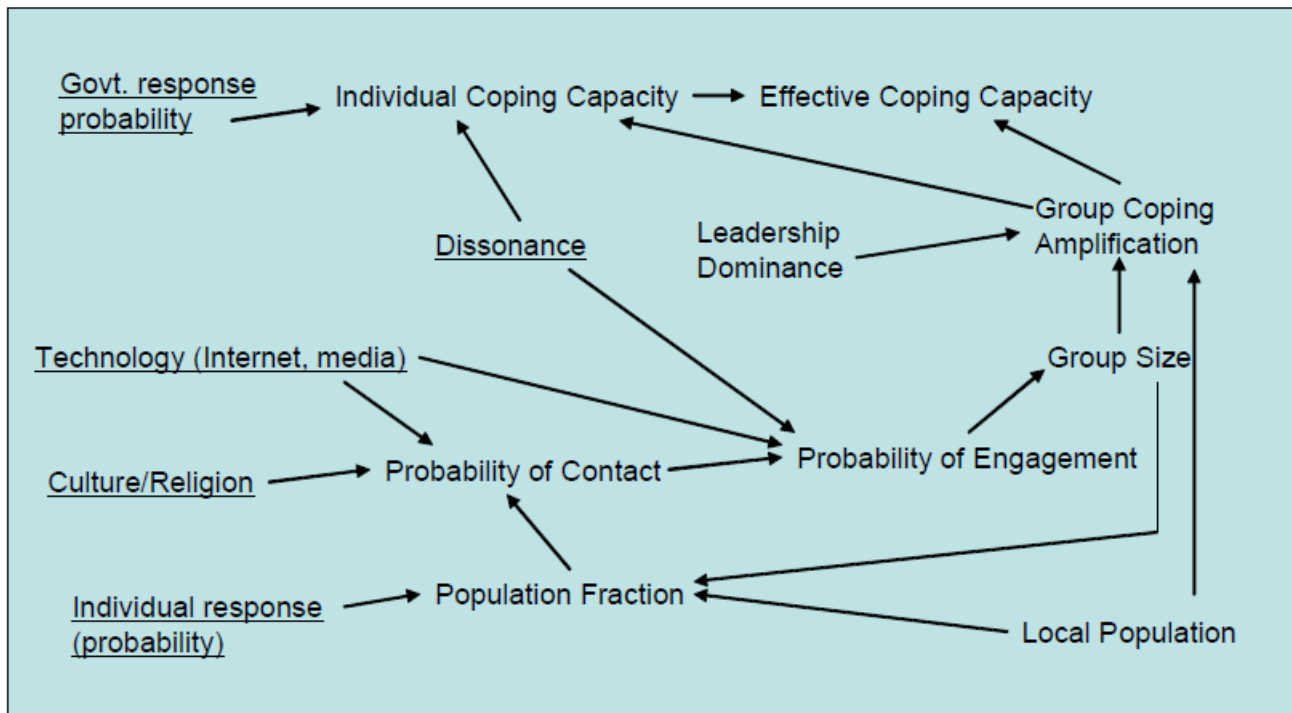 Govt. response
probability
Individual Coping Capacity
Effective Coping Capacity
Group Coping
Amplification
Leadership
Dominance
Dissonance
Technology (Internet, media)
Group Size
Probability of Engagement
Probability of Contact
Culture/Religion
Population Fraction
Individual response
(probability)
Local Population